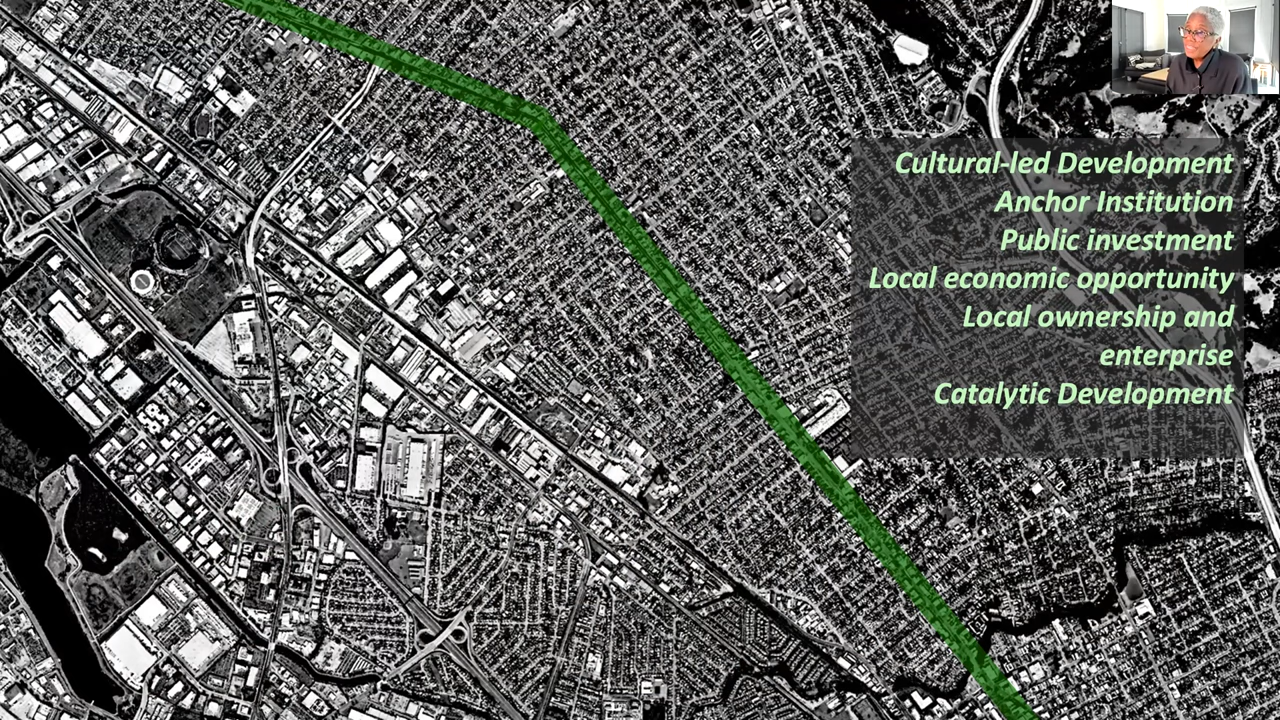 Cultural-led Development
Anchor Institution
Public investment
Local economic opportunity
Local ownership and
enterprise
Catalytic Development